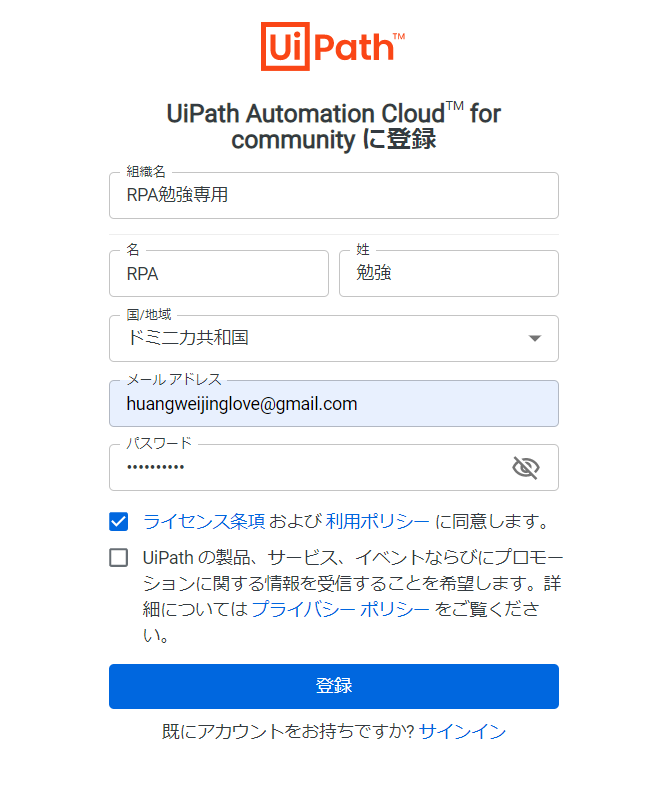 UiPath™
UiPath Automation Cloud™ for
community に登録
組織名
RPA勉強専用
名
RPA
姓
勉強
国/地域
ドミニカ共和国
メール アドレス
huangweijinglove@gmail.com
パスワード
••••••••••
ライセンス条項 および 利用ポリシー に同意します。
UiPath の製品、サービス、イベントならびにプロモー
ションに関する情報を受信することを希望します。詳
細については プライバシー ポリシー をご覧くださ
い。
登録
既にアカウントをお持ちですか? サインイン